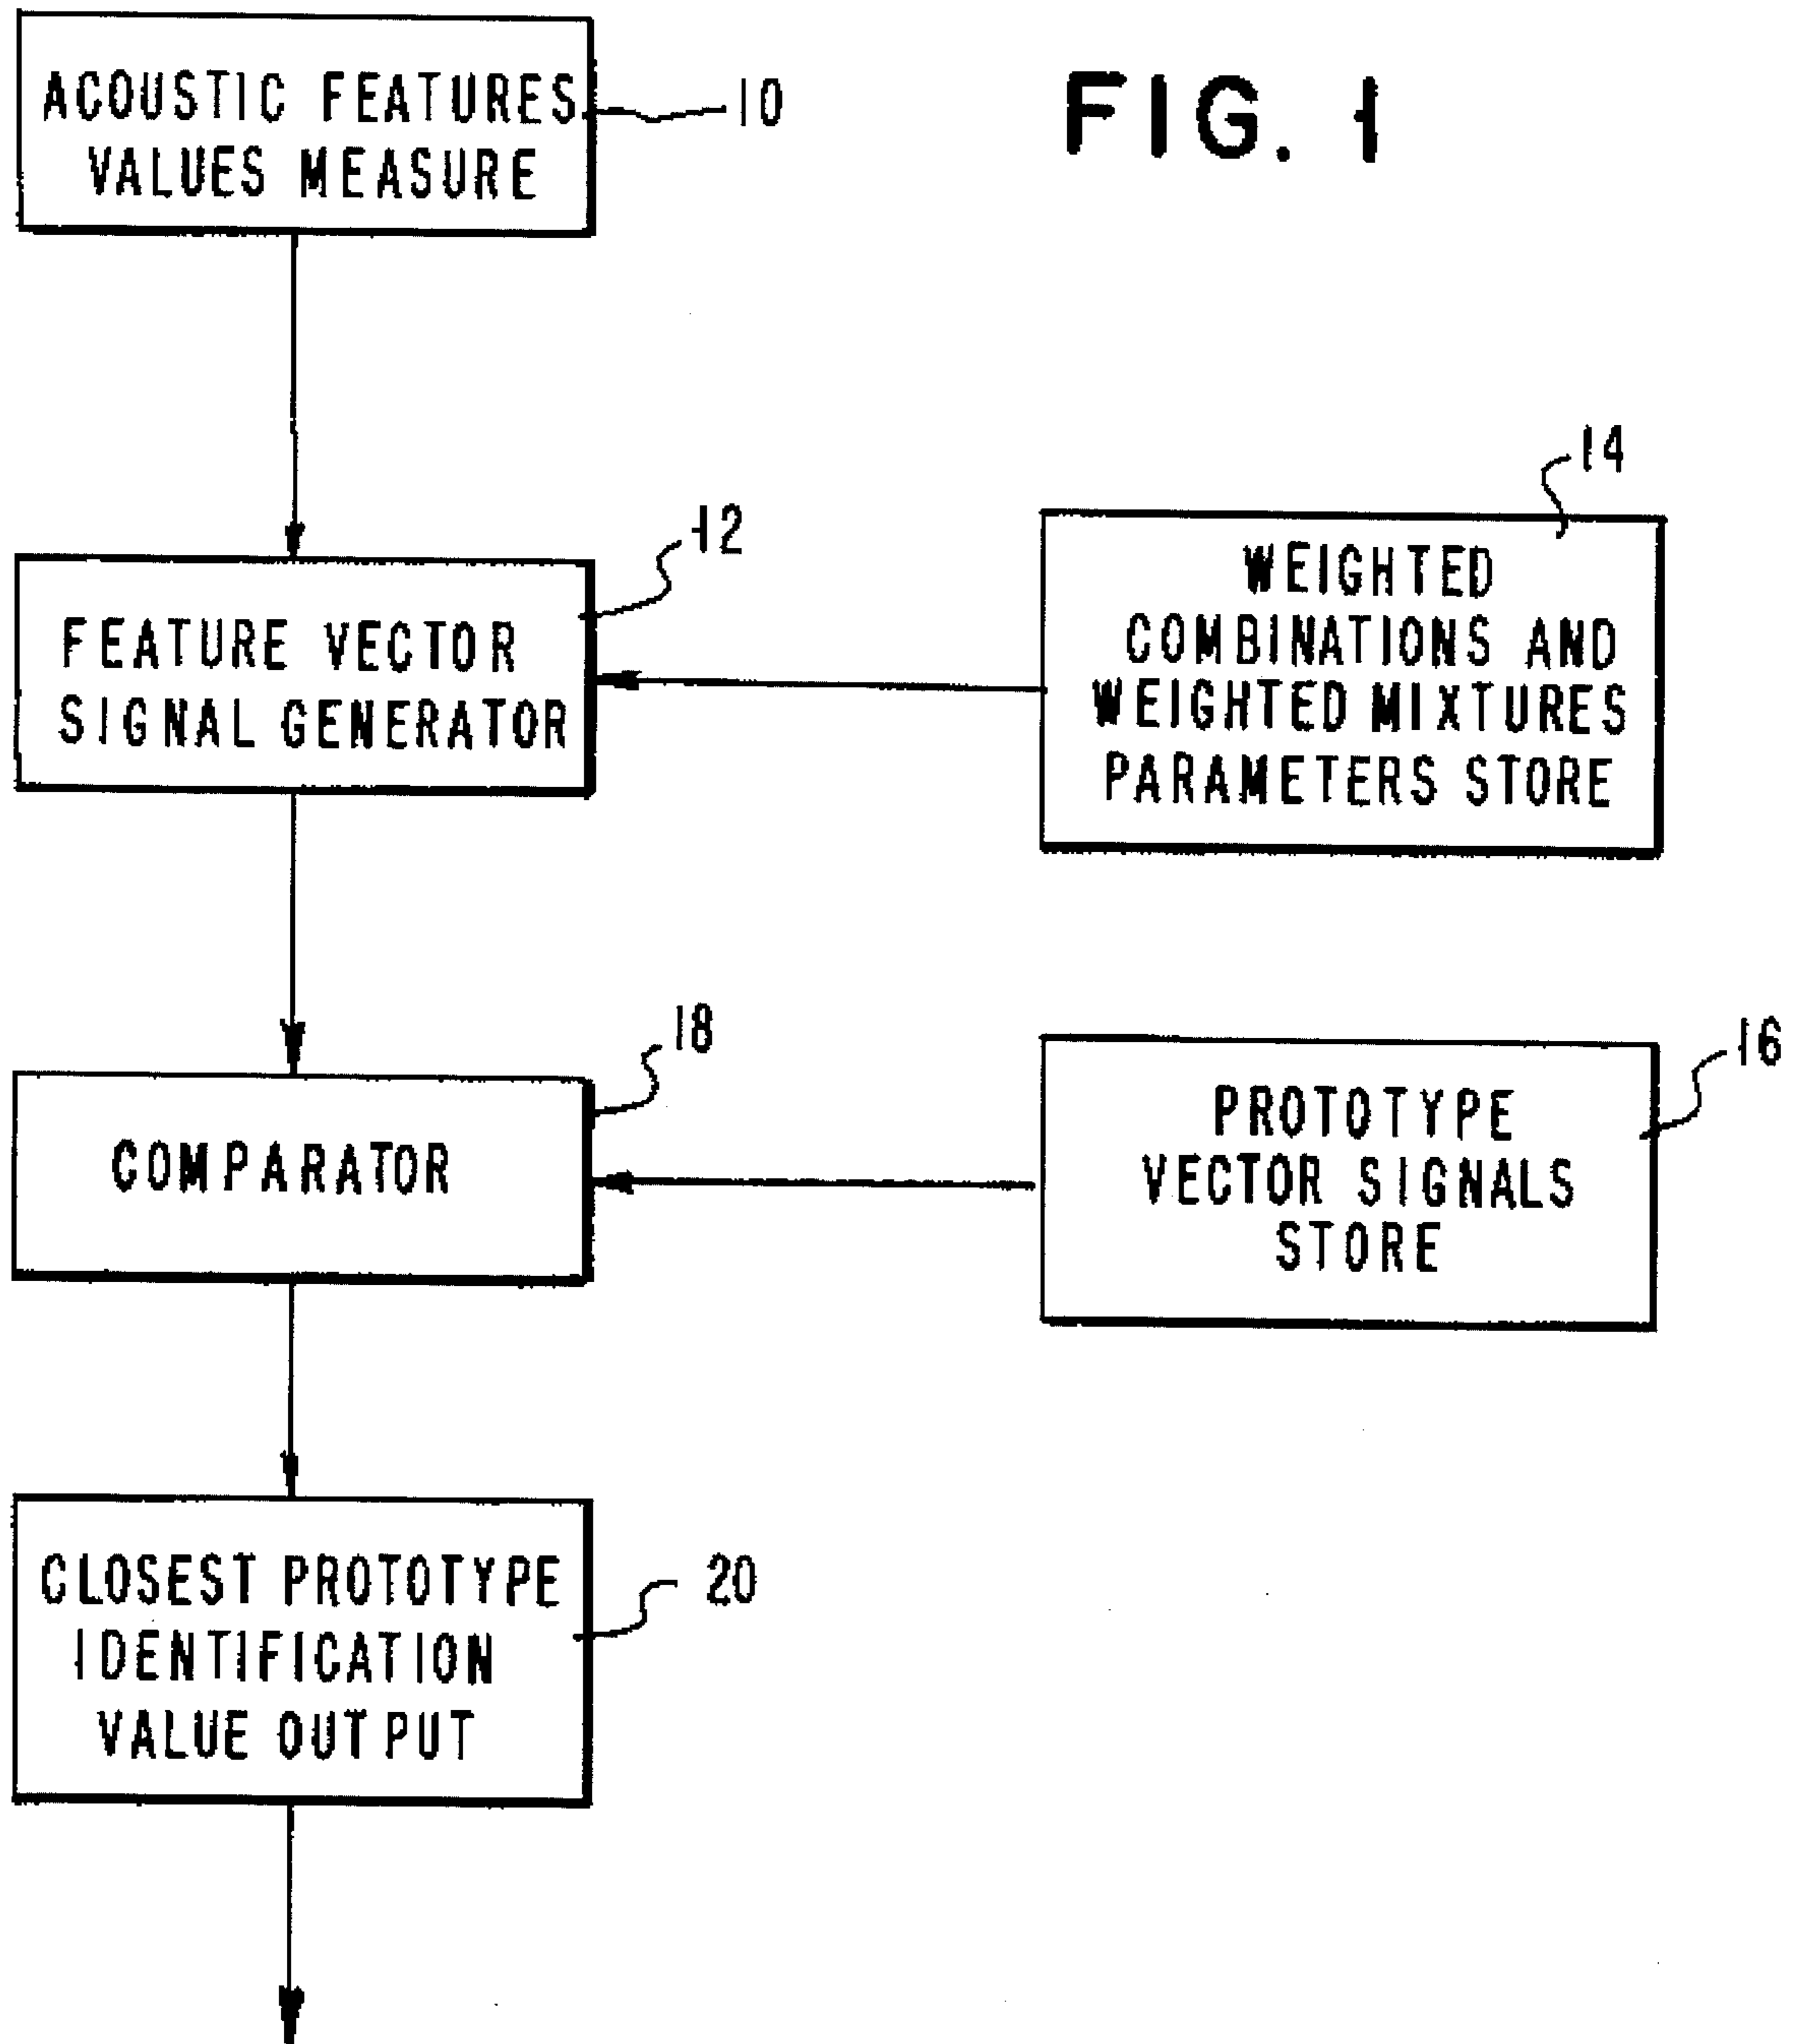 FIG. 1
ACOUSTIC FEATURES
VALUES MEASURE
10
12
FEATURE VECTOR
SIGNAL GENERATOR
14
WEIGHTED
COMBINATIONS AND
WEIGHTED MIXTURES
PARAMETERS STORE
18
COMPARATOR
16
PROTOTYPE
VECTOR SIGNALS
STORE
20
CLOSEST PROTOTYPE
IDENTIFICATION
VALUE OUTPUT